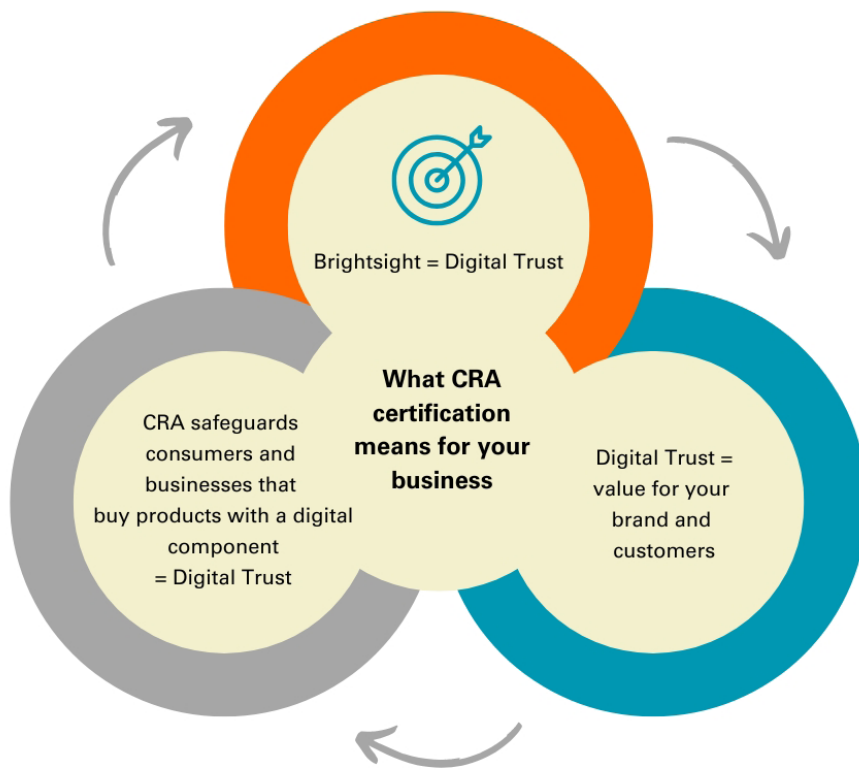 Brightsight = Digital Trust
What CRA
certification
means for your
business
CRA safeguards
consumers and
businesses that
buy products with a digital
component
= Digital Trust
Digital Trust =
value for your
brand and
customers